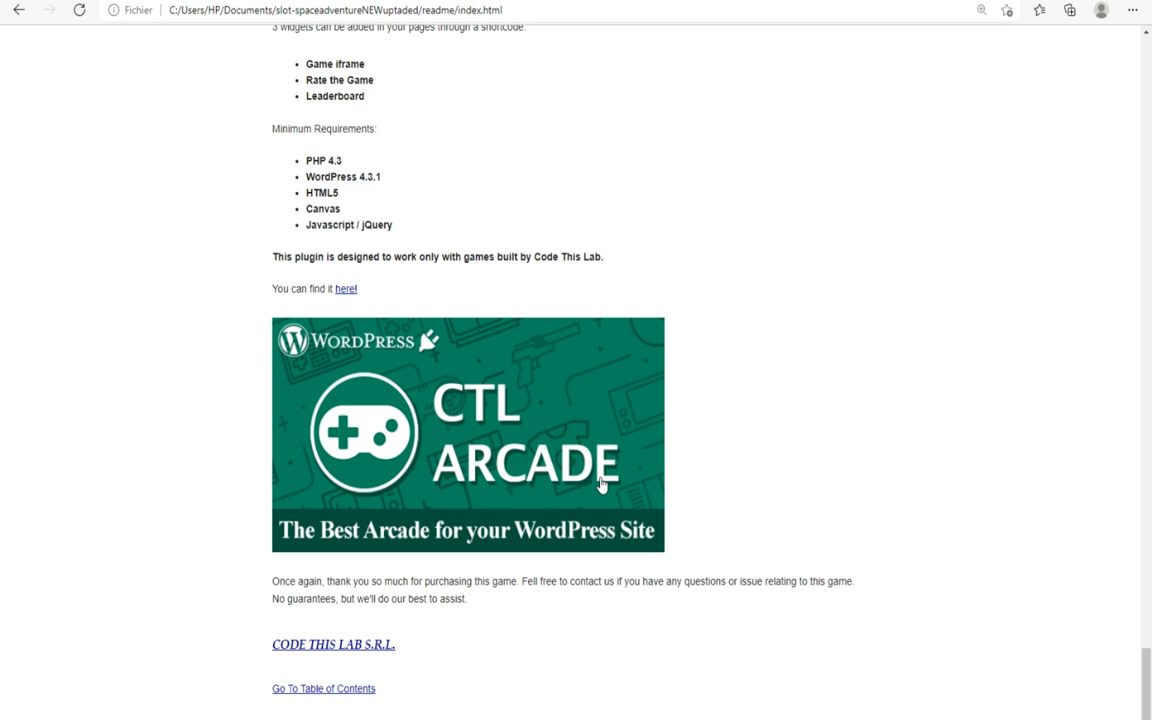 Fichier C:/Users/HP/Documents/slot-spaceadventureNEWuptaded/readme/index.html
3 widgets can be added in your pages through a shortcode.
Game iframe
Rate the Game
Leaderboard
Minimum Requirements:
PHP 4.3
WordPress 4.3.1
HTML5
Canvas
Javascript / jQuery
This plugin is designed to work only with games built by Code This Lab.
You can find it here!
WORDPRESS
CTL
ARCADE
The Best Arcade for your WordPress Site
Once again, thank you so much for purchasing this game. Fell free to contact us if you have any questions or issue relating to this game.
No guarantees, but we'll do our best to assist.
CODE THIS LAB S.R.L.
Go To Table of Contents